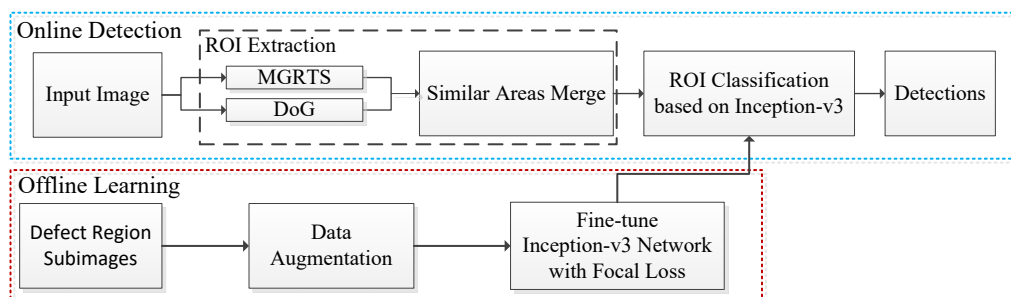 Online Detection
ROI Extraction
Input Image
MGRTS
DoG
Similar Areas Merge
ROI Classification
based on Inception-v3
Detections
Offline Learning
Defect Region
Subimages
Data
Augmentation
Fine-tune
Inception-v3 Network
with Focal Loss